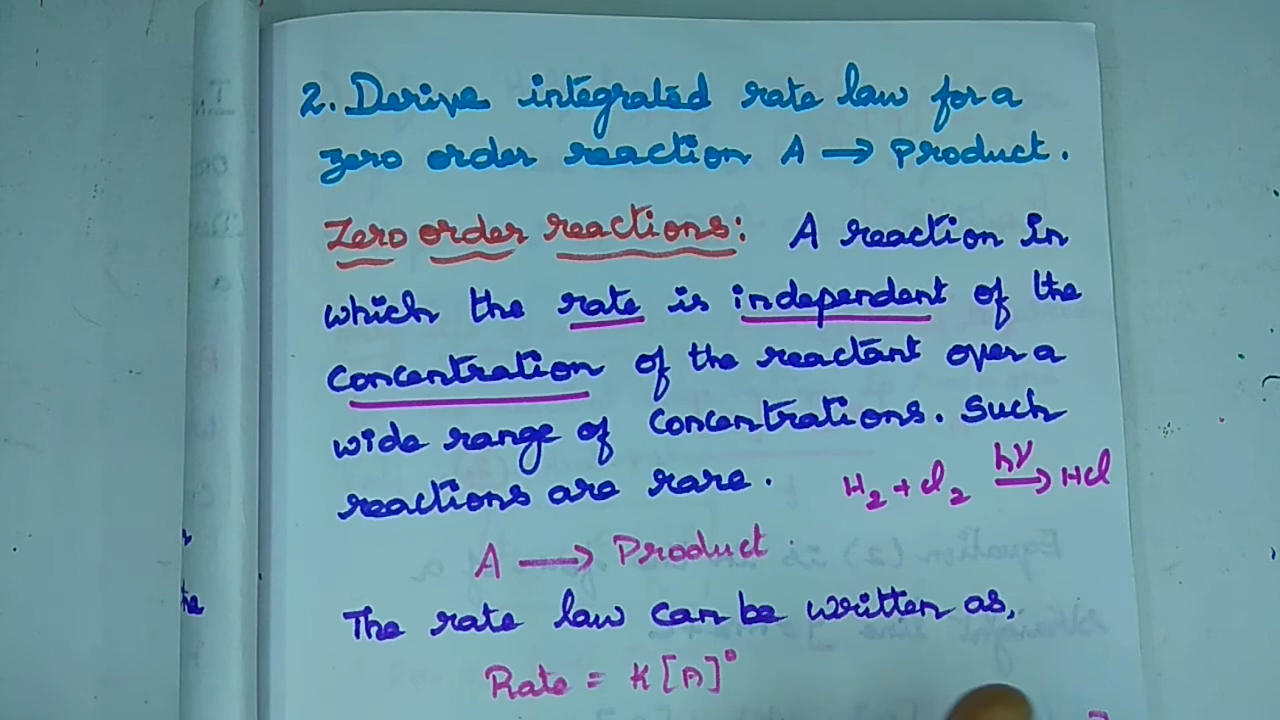 2. Derive integrated rate law for a
zero order reaction A → product.
Zero order reactions: A reaction in
which the rate is independent of the
concentration of the reactant over a
wide range of concentrations. Such
reactions are rare. H₂ + Cl₂ hν → HCl
A → Product.
The rate law can be written as,
Rate = K[A]⁰